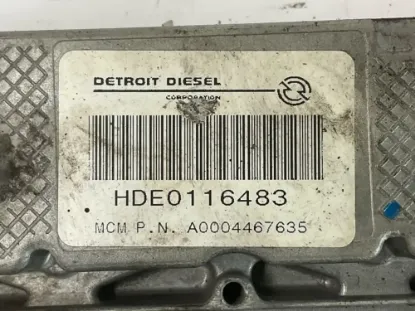 DETROIT DIESEL
CORPORATION
HDE0116483
MCM P.N. A0004467635